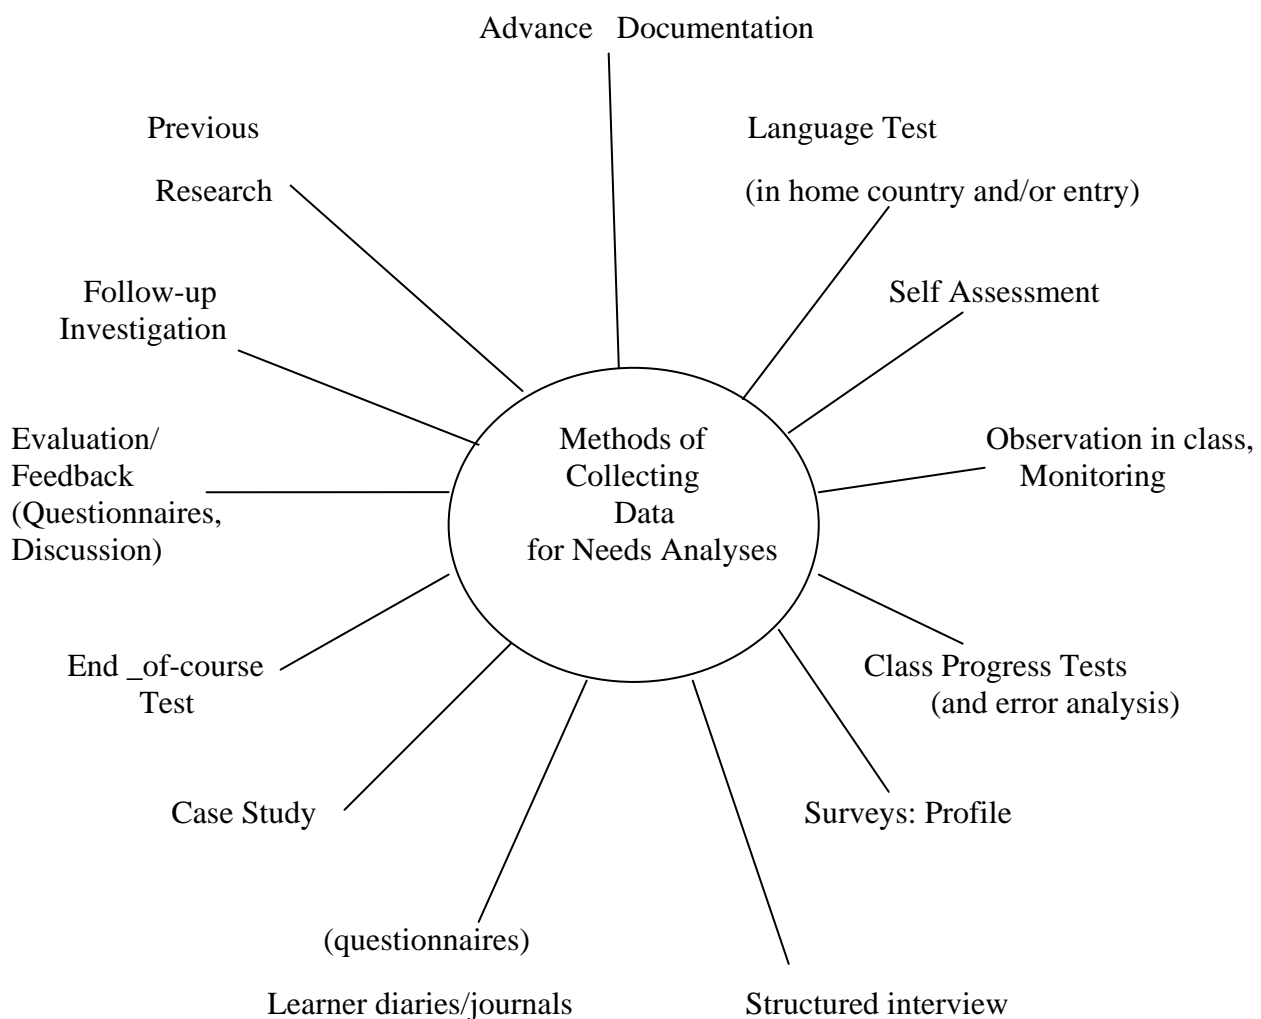 Advance Documentation
Previous
Research
Language Test
(in home country and/or entry)
Follow-up
Investigation
Self Assessment
Evaluation/
Feedback
(Questionnaires,
Discussion)
Methods of
Collecting
Data
for Needs Analyses
Observation in class,
Monitoring
End _of-course
Test
Class Progress Tests
(and error analysis)
Case Study
Surveys: Profile
(questionnaires)
Learner diaries/journals
Structured interview